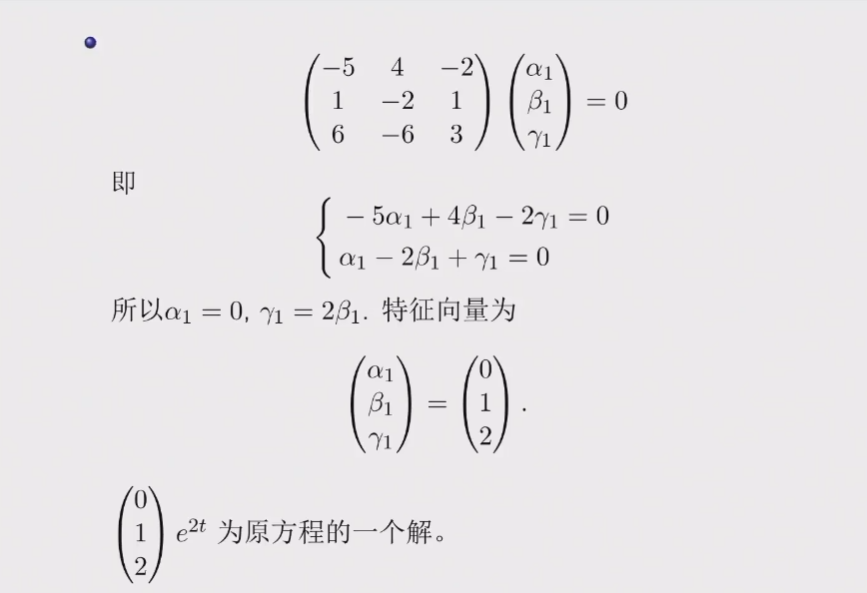 $$\begin{pmatrix} -5 & 4 & -2 \\ 1 & -2 & 1 \\ 6 & -6 & 3 \end{pmatrix} \begin{pmatrix} \alpha_1 \\ \beta_1 \\ \gamma_1 \end{pmatrix} = 0$$
即
$$\begin{cases} -5\alpha_1 + 4\beta_1 - 2\gamma_1 = 0 \\ \alpha_1 - 2\beta_1 + \gamma_1 = 0 \end{cases}$$
所以$\alpha_1 = 0, \gamma_1 = 2\beta_1$. 特征向量为
$$\begin{pmatrix} \alpha_1 \\ \beta_1 \\ \gamma_1 \end{pmatrix} = \begin{pmatrix} 0 \\ 1 \\ 2 \end{pmatrix}.$$
$\begin{pmatrix} 0 \\ 1 \\ 2 \end{pmatrix} e^{2t}$ 为原方程的一个解。